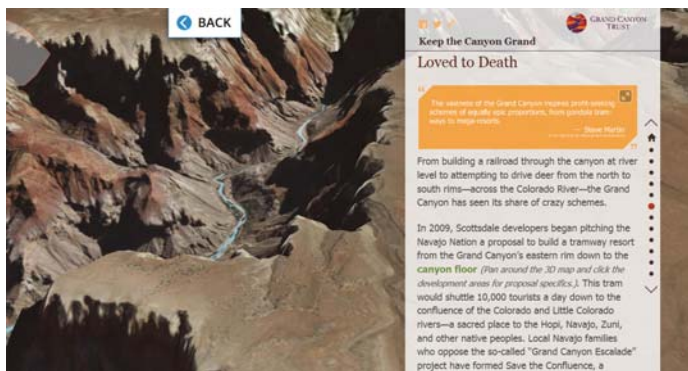 BACK
GRAND CANYON
TRUST
Keep the Canyon Grand
Loved to Death
The vastness of the Grand Canyon inspires profit-seeking
schemes of equally epic proportions, from gondola tram-
ways to mega-resorts.
— Steve Martin
From building a railroad through the canyon at river
level to attempting to drive deer from the north to
south rims—across the Colorado River—the Grand
Canyon has seen its share of crazy schemes.
In 2009, Scottsdale developers began pitching the
Navajo Nation a proposal to build a tramway resort
from the Grand Canyon's eastern rim down to the
canyon floor (Pan around the 3D map and click the
development areas for proposal specifics.). This tram
would shuttle 10,000 tourists a day down to the
confluence of the Colorado and Little Colorado
rivers—a sacred place to the Hopi, Navajo, Zuni,
and other native peoples. Local Navajo families
who oppose the so-called "Grand Canyon Escalade"
project have formed Save the Confluence, a